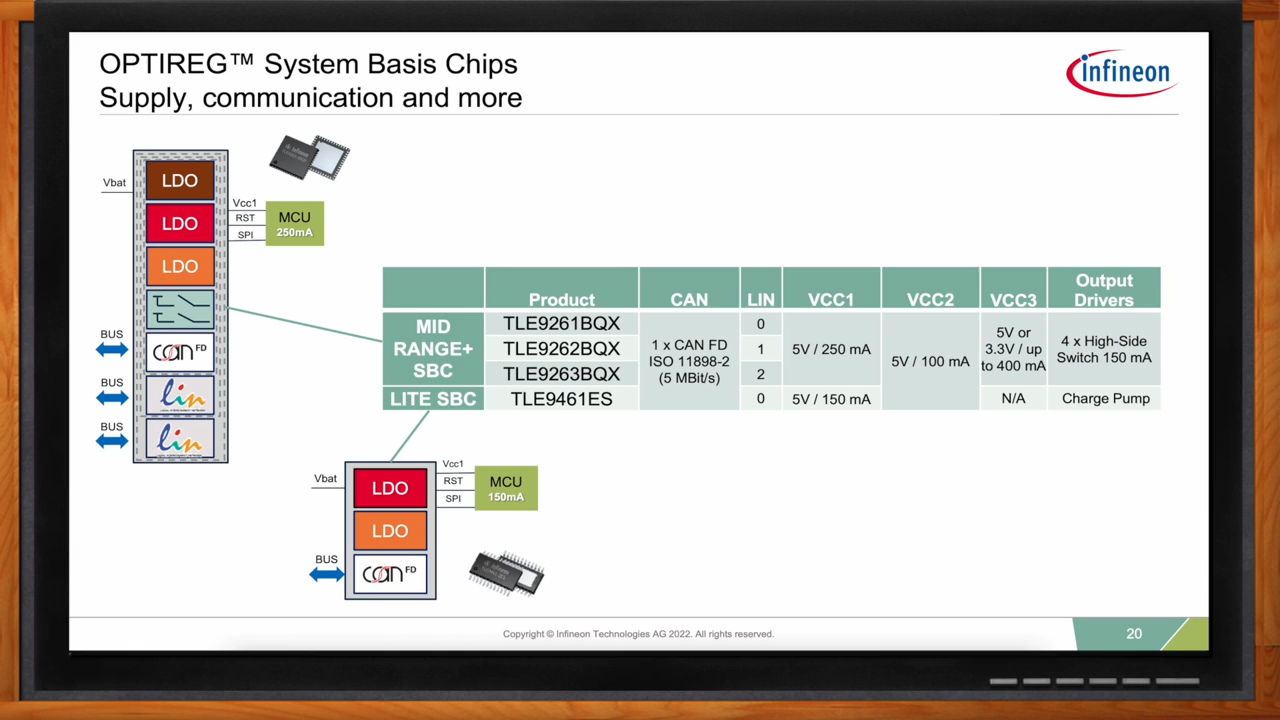 OPTIREG™ System Basis Chips
Supply, communication and more
infineon
Vbat
LDO
LDO
LDO
Vcc1
RST
SPI
MCU
250mA
BUS
CAN FD
BUS
lin
BUS
lin
Product
CAN
LIN
VCC1
VCC2
VCC3
Output
Drivers
MID
RANGE+
SBC
TLE9261BQX
TLE9262BQX
TLE9263BQX
1 x CAN FD
ISO 11898-2
(5 MBit/s)
0
1
2
5V / 250 mA
5V / 100 mA
5V or
3.3V / up
to 400 mA
4 x High-Side
Switch 150 mA
LITE SBC
TLE9461ES
0
5V / 150 mA
N/A
Charge Pump
Vbat
LDO
LDO
Vcc1
RST
SPI
MCU
150mA
BUS
CAN FD
Copyright © Infineon Technologies AG 2022. All rights reserved.
20